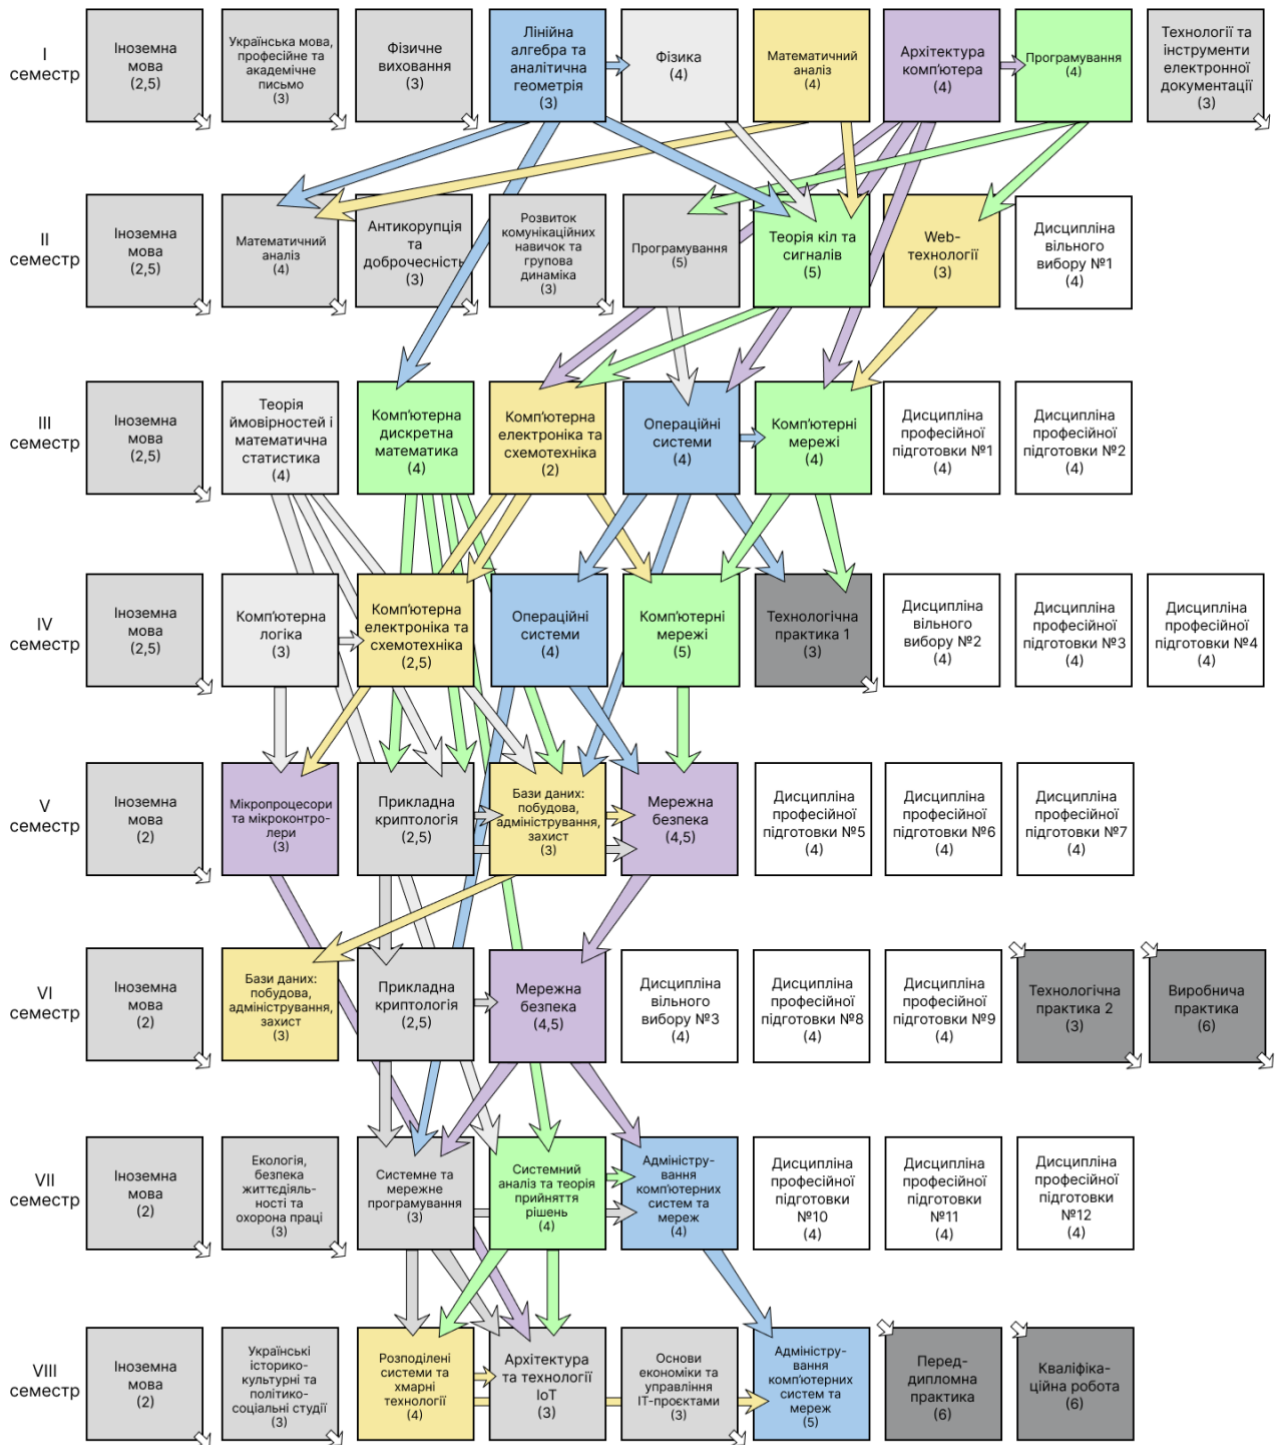 I
семестр
Іноземна
мова
(2,5)
Українська мова,
професійне та
академічне
письмо
(3)
Фізичне
виховання
(3)
Лінійна
алгебра та
аналітична
геометрія
(3)
Фізика
(4)
Математичний
аналіз
(4)
Архітектура
комп'ютера
(4)
Програмування
(4)
Технології та
інструменти
електронної
документації
(3)
II
семестр
Іноземна
мова
(2,5)
Математичний
аналіз
(4)
Антикорупція
та
доброчесність
(3)
Розвиток
комунікаційних
навичок та
групова
динаміка
(3)
Програмування
(5)
Теорія кіл та
сигналів
(5)
Web-
технології
(3)
Дисципліна
вільного
вибору №1
(4)
III
семестр
Іноземна
мова
(2,5)
Теорія
ймовірностей і
математична
статистика
(4)
Комп'ютерна
дискретна
математика
(4)
Комп'ютерна
електроніка та
схемотехніка
(2)
Операційні
системи
(4)
Комп'ютерні
мережі
(4)
Дисципліна
професійної
підготовки №1
(4)
Дисципліна
професійної
підготовки №2
(4)
IV
семестр
Іноземна
мова
(2,5)
Комп'ютерна
логіка
(3)
Комп'ютерна
електроніка та
схемотехніка
(2,5)
Операційні
системи
(4)
Комп'ютерні
мережі
(5)
Технологічна
практика 1
(3)
Дисципліна
вільного
вибору №2
(4)
Дисципліна
професійної
підготовки №3
(4)
Дисципліна
професійної
підготовки №4
(4)
V
семестр
Іноземна
мова
(2)
Мікропроцесори
та мікроконтро-
лери
(3)
Прикладна
криптологія
(2,5)
Бази даних:
побудова,
адміністрування,
захист
(3)
Мережна
безпека
(4,5)
Дисципліна
професійної
підготовки №5
(4)
Дисципліна
професійної
підготовки №6
(4)
Дисципліна
професійної
підготовки №7
(4)
VI
семестр
Іноземна
мова
(2)
Бази даних:
побудова,
адміністрування,
захист
(3)
Прикладна
криптологія
(2,5)
Мережна
безпека
(4,5)
Дисципліна
вільного
вибору №3
(4)
Дисципліна
професійної
підготовки №8
(4)
Дисципліна
професійної
підготовки №9
(4)
Технологічна
практика 2
(3)
Виробнича
практика
(6)
VII
семестр
Іноземна
мова
(2)
Екологія,
безпека
життєдіяль-
ності та
охорона праці
(3)
Системне та
мережне
програмування
(3)
Системний
аналіз та теорія
прийняття
рішень
(4)
Адміністру-
вання
комп'ютерних
систем та
мереж
(4)
Дисципліна
професійної
підготовки
№10
(4)
Дисципліна
професійної
підготовки
№11
(4)
Дисципліна
професійної
підготовки
№12
(4)
VIII
семестр
Іноземна
мова
(2)
Українські
історико-
культурні та
політико-
соціальні студії
(3)
Розподілені
системи та
хмарні
технології
(4)
Архітектура
та технології
IoT
(3)
Основи
економіки та
управління
ІТ-проєктами
(3)
Адміністру-
вання
комп'ютерних
систем та
мереж
(5)
Перед-
дипломна
практика
(6)
Кваліфіка-
ційна робота
(6)